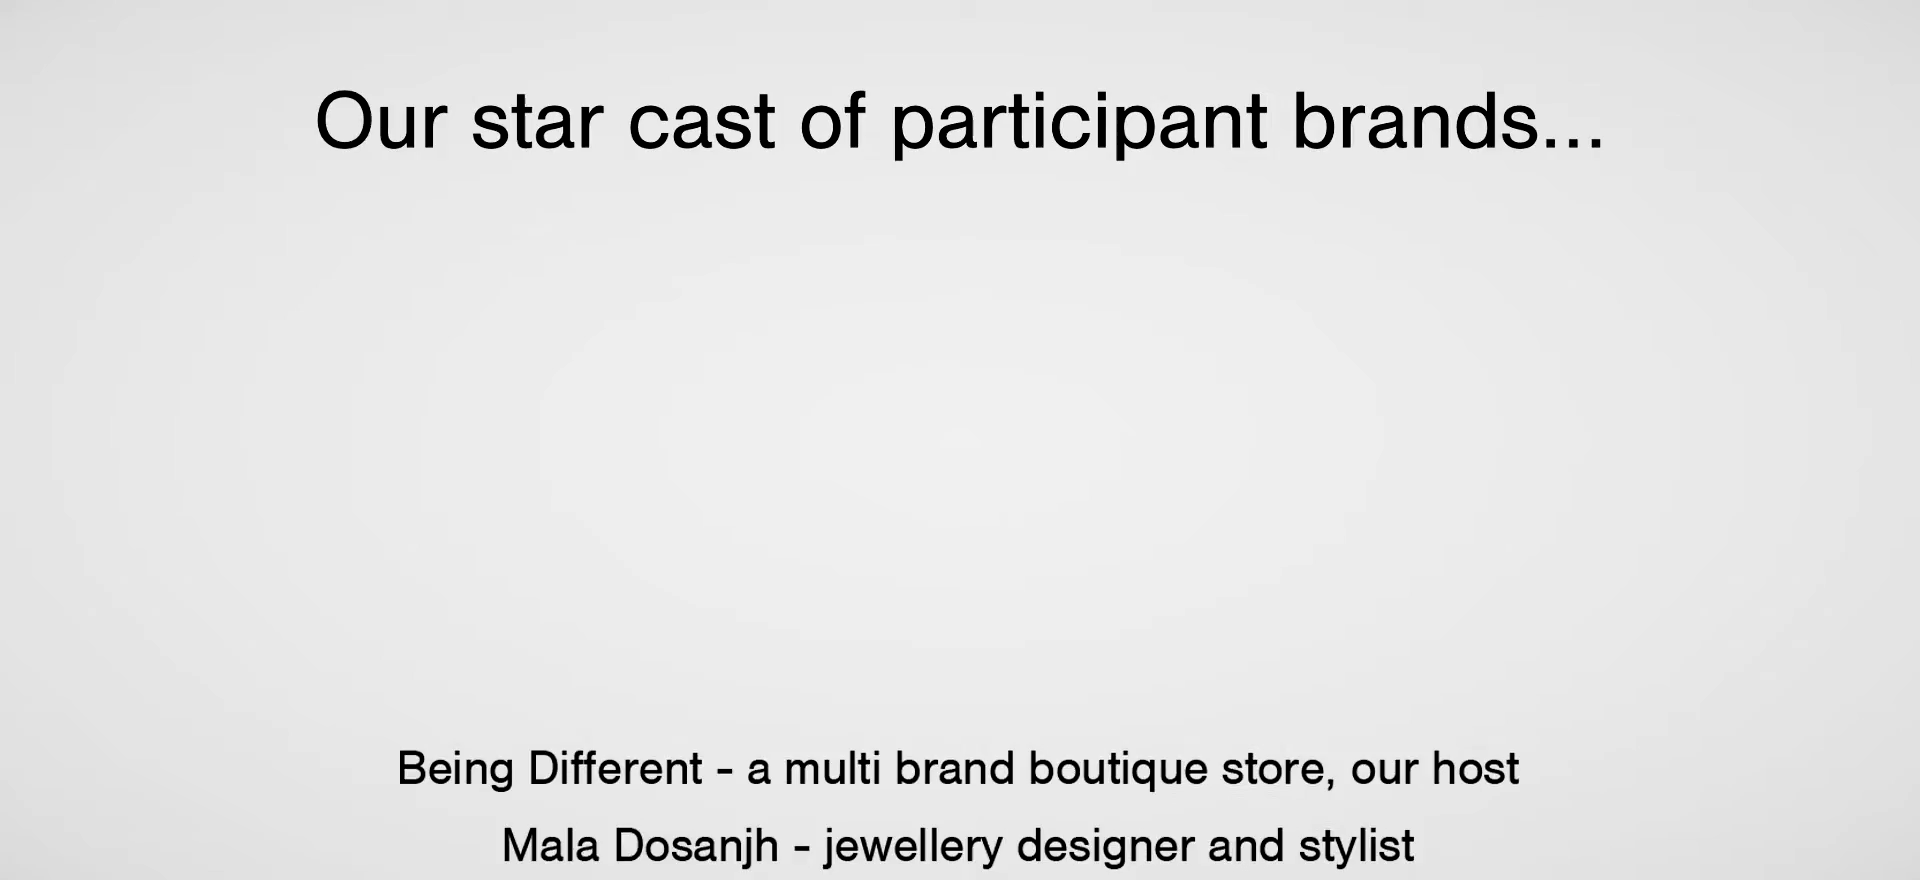 Our star cast of participant brands...
Being Different - a multi brand boutique store, our host
Mala Dosanjh - jewellery designer and stylist